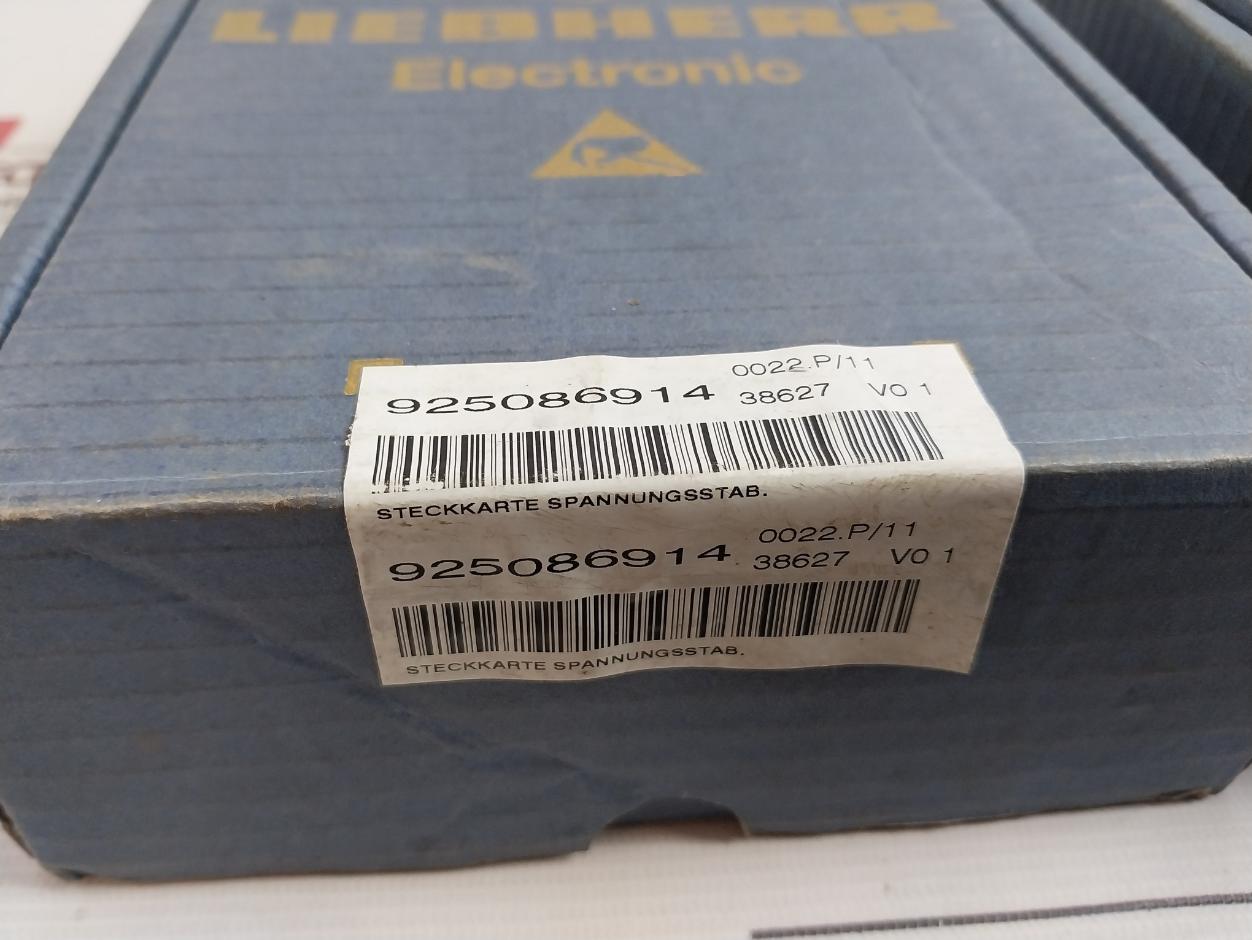 LIEBHERR
Electronic
925086914 0022.P/11
38627 V0 1
STECKKARTE SPANNUNGSSTAB.
925086914 0022.P/11
38627 V0 1
STECKKARTE SPANNUNGSSTAB.